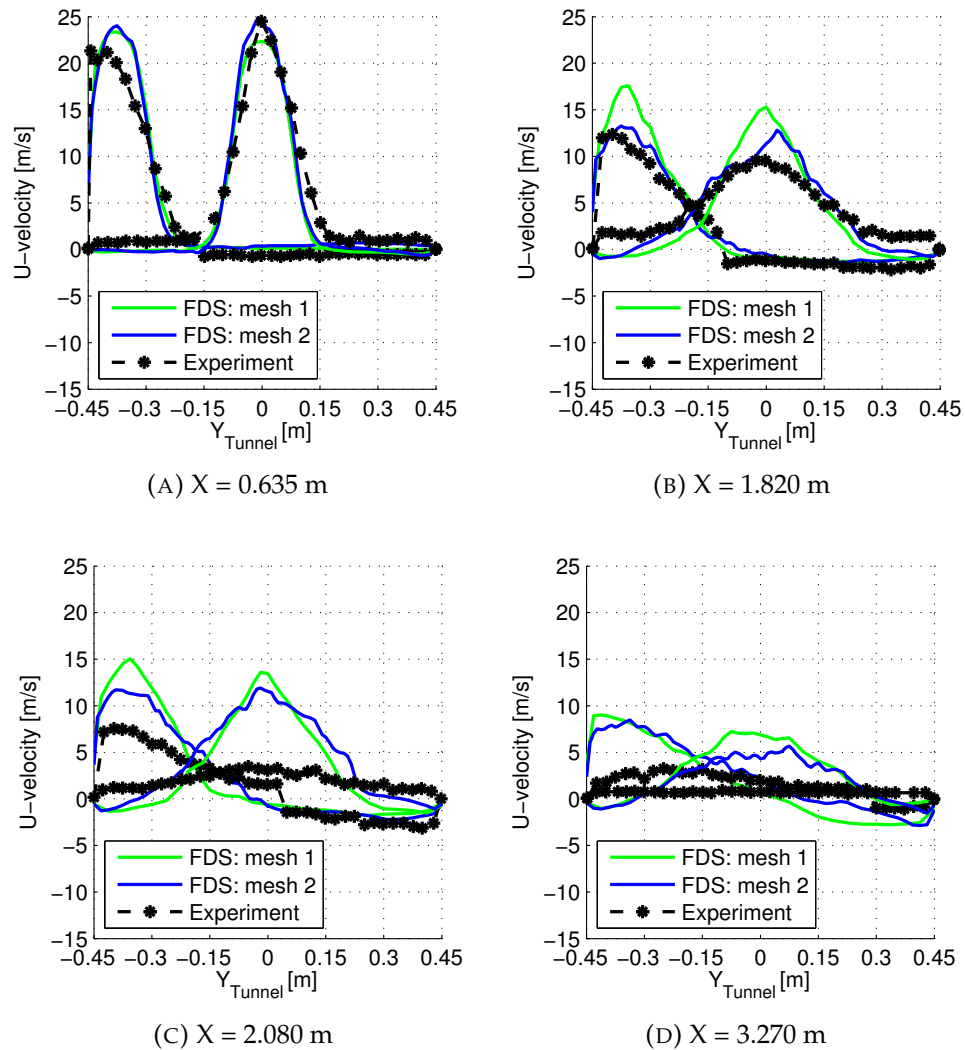 25
20
15
10
5
0
−5
−10
−15
U−velocity [m/s]
FDS: mesh 1
FDS: mesh 2
Experiment
−0.45 −0.3 −0.15 0 0.15 0.3 0.45
Y_Tunnel [m]
(A) X = 0.635 m
25
20
15
10
5
0
−5
−10
−15
U−velocity [m/s]
FDS: mesh 1
FDS: mesh 2
Experiment
−0.45 −0.3 −0.15 0 0.15 0.3 0.45
Y_Tunnel [m]
(B) X = 1.820 m
25
20
15
10
5
0
−5
−10
−15
U−velocity [m/s]
FDS: mesh 1
FDS: mesh 2
Experiment
−0.45 −0.3 −0.15 0 0.15 0.3 0.45
Y_Tunnel [m]
(C) X = 2.080 m
25
20
15
10
5
0
−5
−10
−15
U−velocity [m/s]
FDS: mesh 1
FDS: mesh 2
Experiment
−0.45 −0.3 −0.15 0 0.15 0.3 0.45
Y_Tunnel [m]
(D) X = 3.270 m